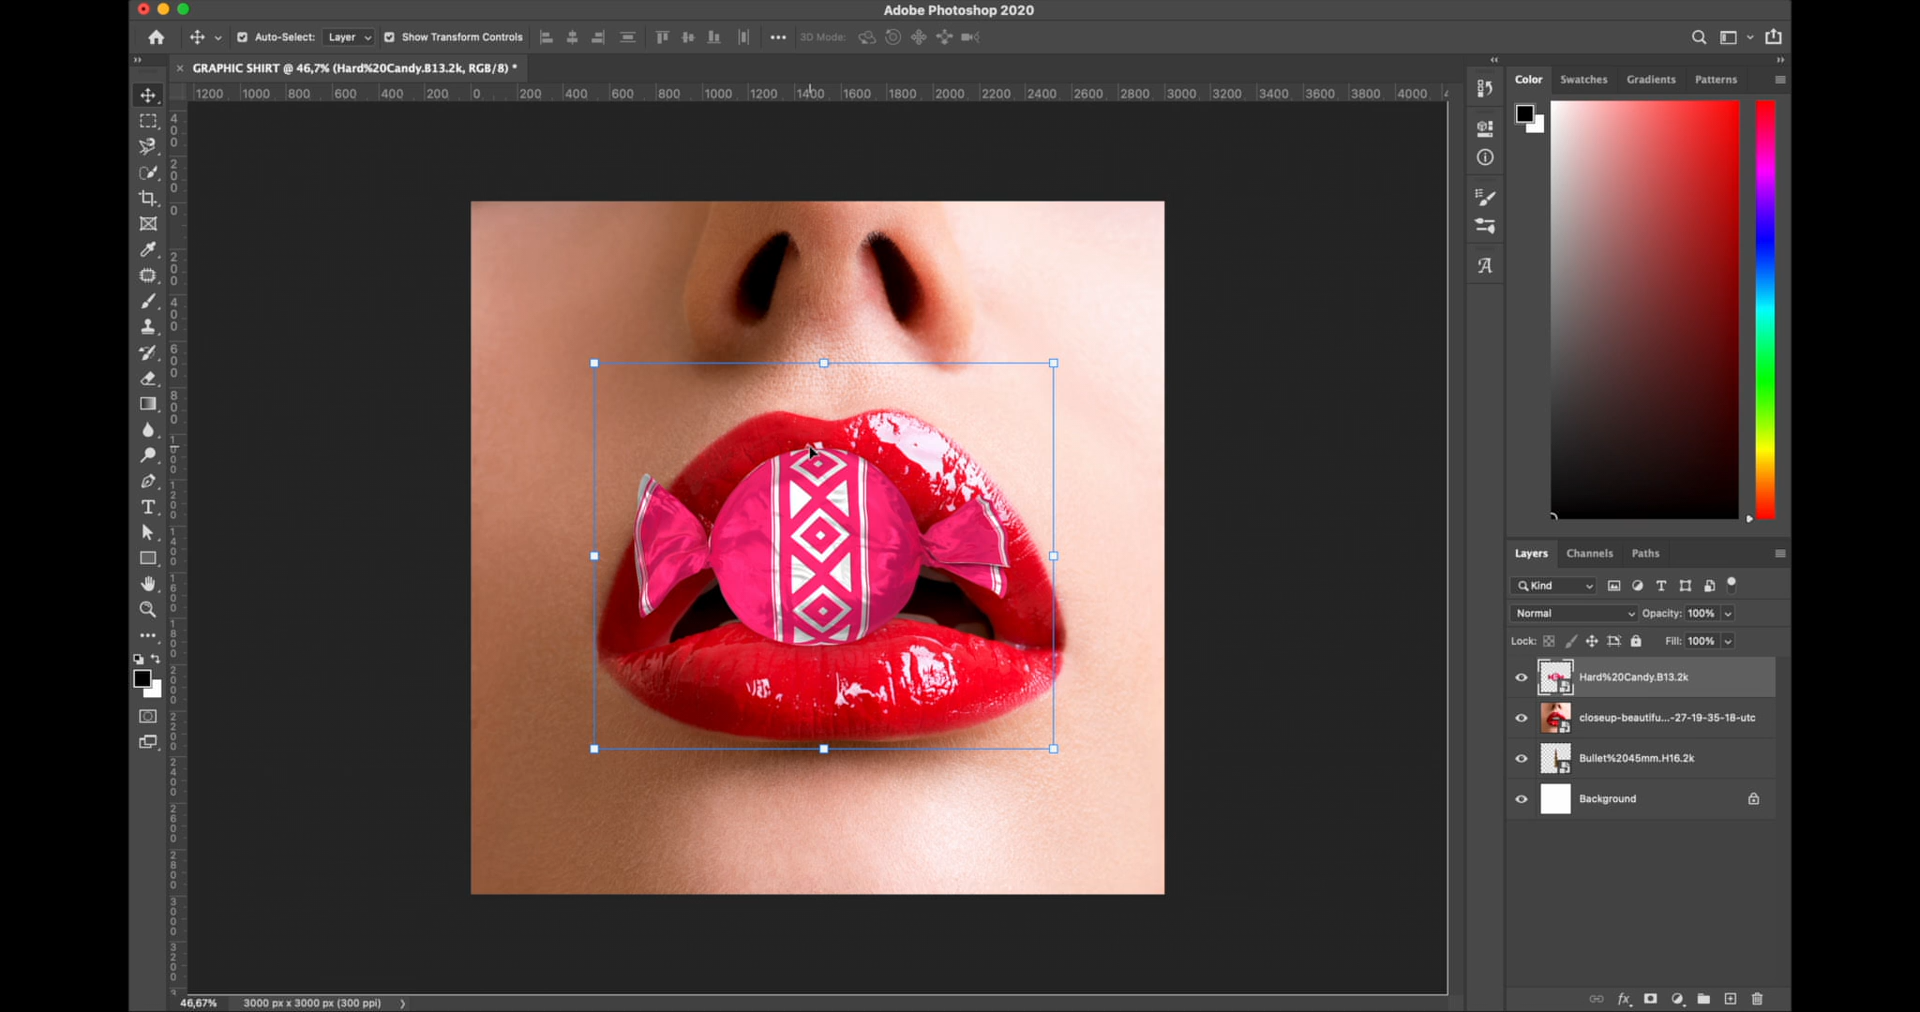 Adobe Photoshop 2020
Auto-Select: Layer Show Transform Controls 3D Mode:
GRAPHIC SHIRT @ 46,7% (Hard%20Candy.B13.2k, RGB/8) *
1200 1000 800 600 400 200 0 200 400 600 800 1000 1200 1400 1600 1800 2000 2200 2400 2600 2800 3000 3200 3400 3600 3800 4000
400
200
0
200
400
600
800
1000
1200
1400
1600
1800
2000
2200
2400
2600
2800
3000
3200
Color Swatches Gradients Patterns
Layers Channels Paths
Kind
Normal Opacity: 100%
Lock: Fill: 100%
Hard%20Candy.B13.2k
closeup-beautifu...-27-19-35-18-utc
Bullet%2045mm.H16.2k
Background
fx
46,67% 3000 px x 3000 px (300 ppi)